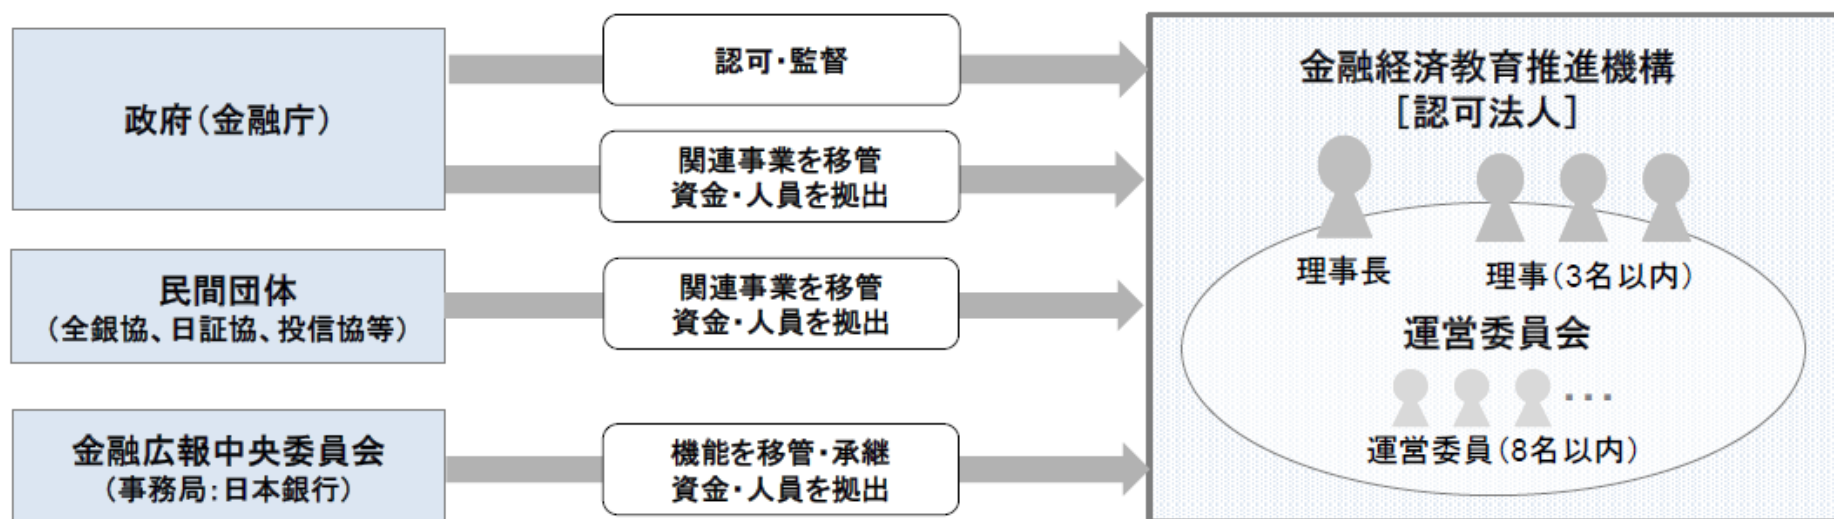 政府(金融庁)
認可・監督
関連事業を移管
資金・人員を拠出
民間団体
(全銀協、日証協、投信協等)
関連事業を移管
資金・人員を拠出
金融広報中央委員会
(事務局:日本銀行)
機能を移管・承継
資金・人員を拠出
金融経済教育推進機構
[認可法人]
理事長
理事(3名以内)
運営委員会
・・・
運営委員(8名以内)